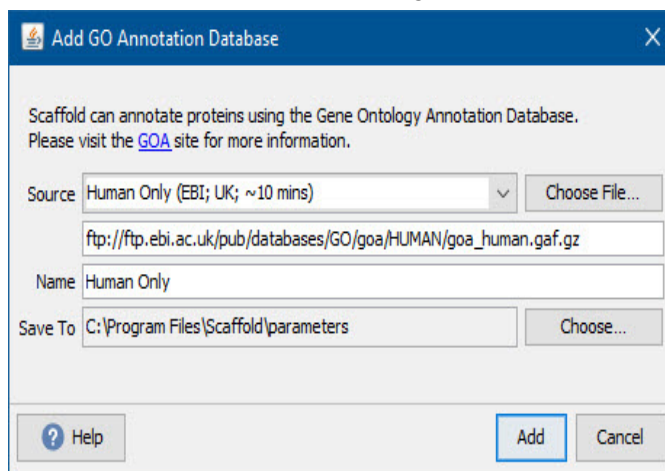 Add GO Annotation Database
Scaffold can annotate proteins using the Gene Ontology Annotation Database.
Please visit the GOA site for more information.
Source Human Only (EBI; UK; ~10 mins) Choose File...
ftp://ftp.ebi.ac.uk/pub/databases/GO/goa/HUMAN/goa_human.gaf.gz
Name Human Only
Save To C:\Program Files\Scaffold\parameters Choose...
? Help Add Cancel